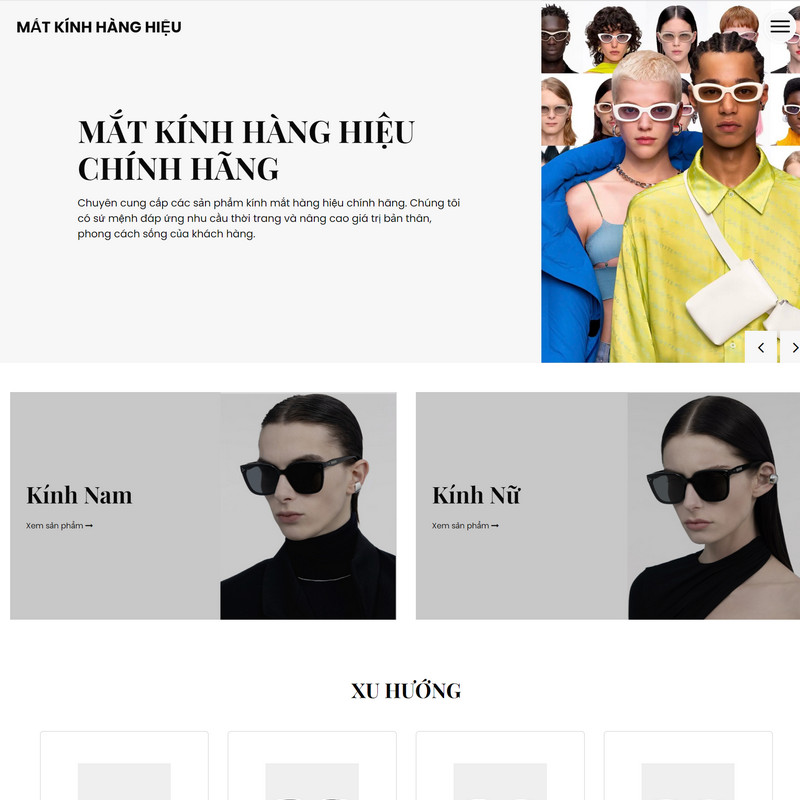 MẮT KÍNH HÀNG HIỆU
MẮT KÍNH HÀNG HIỆU
CHÍNH HÃNG
Chuyên cung cấp các sản phẩm kính mắt hàng hiệu chính hãng. Chúng tôi
có sứ mệnh đáp ứng nhu cầu thời trang và nâng cao giá trị bản thân,
phong cách sống của khách hàng.
Kính Nam
Xem sản phẩm
Kính Nữ
Xem sản phẩm
XU HƯỚNG